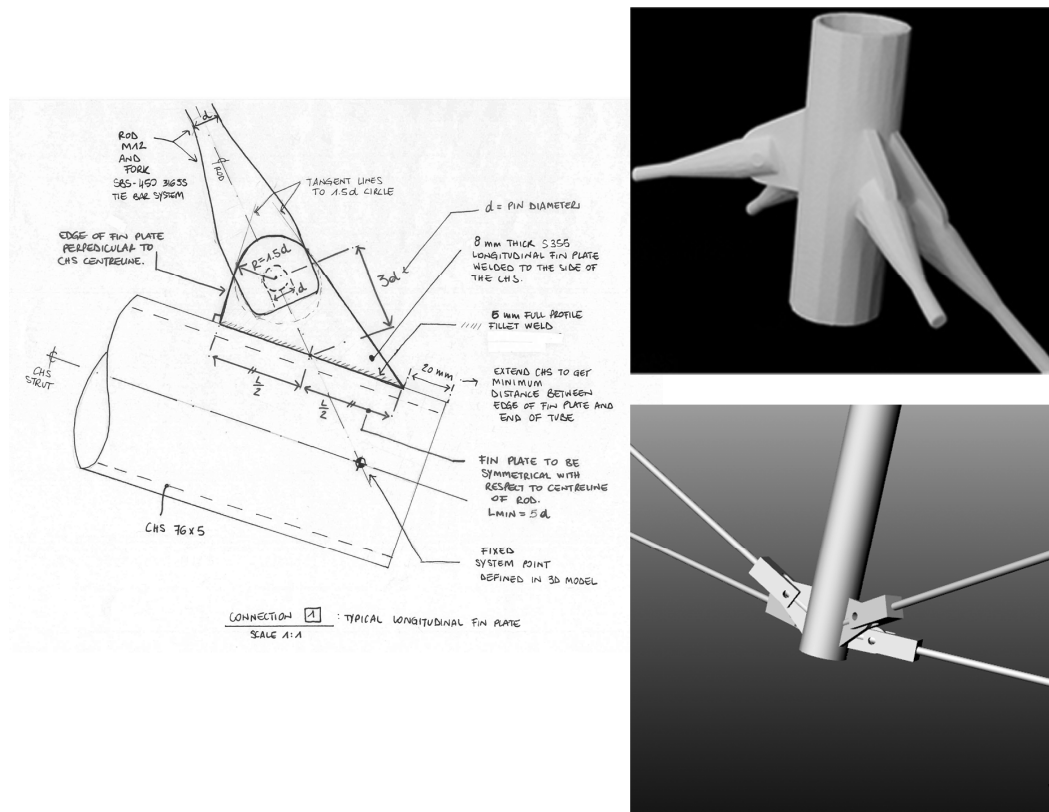 d
ROD
M12
AND
FORK
SBS-450 316SS
TIE BAR SYSTEM
ROD
TANGENT LINES
TO 1.5d CIRCLE
d = PIN DIAMETER
EDGE OF FIN PLATE
PERPEDICULAR TO
CHS CENTRELINE.
R=1.5d
d
3d
8 mm THICK S355
LONGITUDINAL FIN PLATE
WELDED TO THE SIDE OF
THE CHS.
5 mm FULL PROFILE
FILLET WELD
CHS
STRUT
L
2
L
2
20 mm
EXTEND CHS TO GET
MINIMUM
DISTANCE BETWEEN
EDGE OF FIN PLATE AND
END OF TUBE
FIN PLATE TO BE
SYMMETRICAL WITH
RESPECT TO CENTRELINE
OF ROD.
LMIN = 5d
CHS 76x5
FIXED
SYSTEM POINT
DEFINED IN 3D MODEL
CONNECTION 1 : TYPICAL LONGITUDINAL FIN PLATE
SCALE 1:1